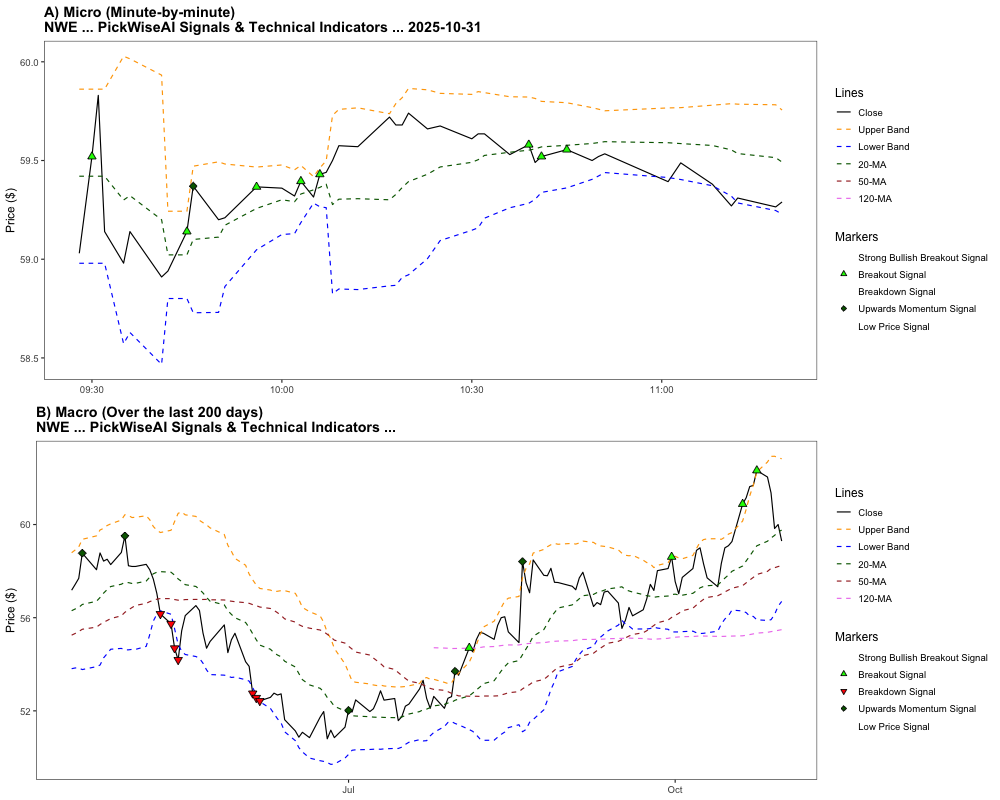 A) Micro (Minute-by-minute)
NWE ... PickWiseAI Signals & Technical Indicators ... 2025-10-31
Price ($)
60.0
59.5
59.0
58.5
09:30
10:00
10:30
11:00
Lines
Close
Upper Band
Lower Band
20-MA
50-MA
120-MA
Markers
Strong Bullish Breakout Signal
Breakout Signal
Breakdown Signal
Upwards Momentum Signal
Low Price Signal
B) Macro (Over the last 200 days)
NWE ... PickWiseAI Signals & Technical Indicators ...
Price ($)
60
56
52
Jul
Oct
Lines
Close
Upper Band
Lower Band
20-MA
50-MA
120-MA
Markers
Strong Bullish Breakout Signal
Breakout Signal
Breakdown Signal
Upwards Momentum Signal
Low Price Signal